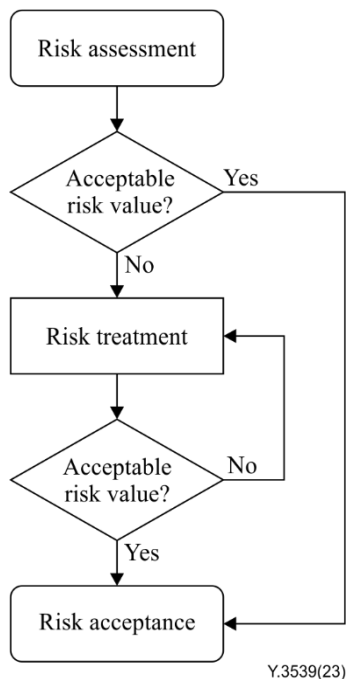 Risk assessment
Acceptable
risk value?
Yes
No
Risk treatment
Acceptable
risk value?
No
Yes
Risk acceptance
Y.3539(23)